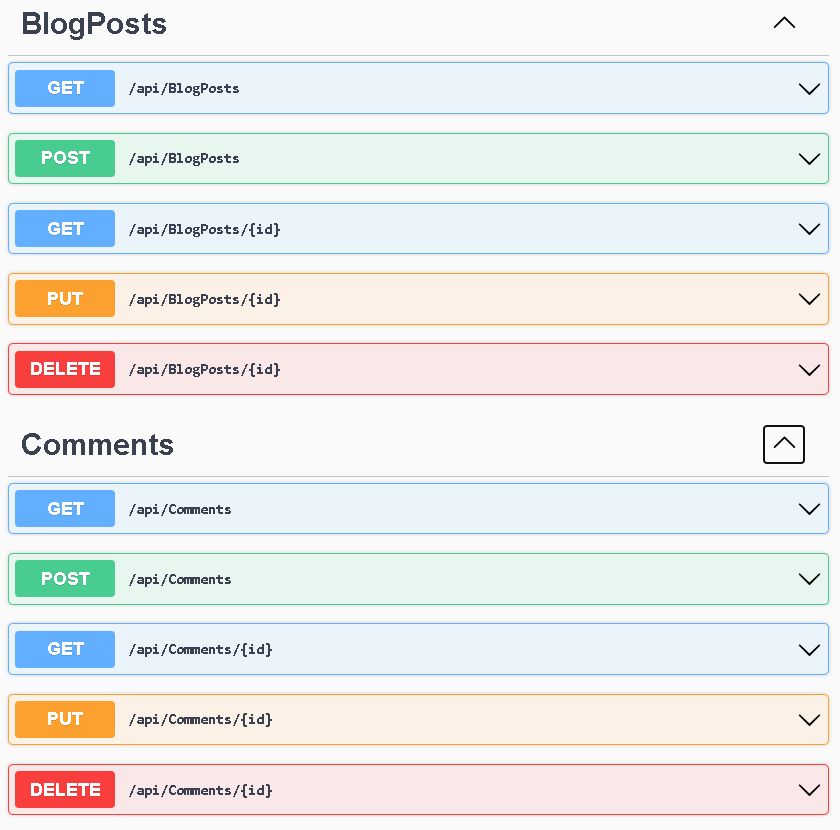 BlogPosts
GET /api/BlogPosts
POST /api/BlogPosts
GET /api/BlogPosts/{id}
PUT /api/BlogPosts/{id}
DELETE /api/BlogPosts/{id}
Comments
GET /api/Comments
POST /api/Comments
GET /api/Comments/{id}
PUT /api/Comments/{id}
DELETE /api/Comments/{id}